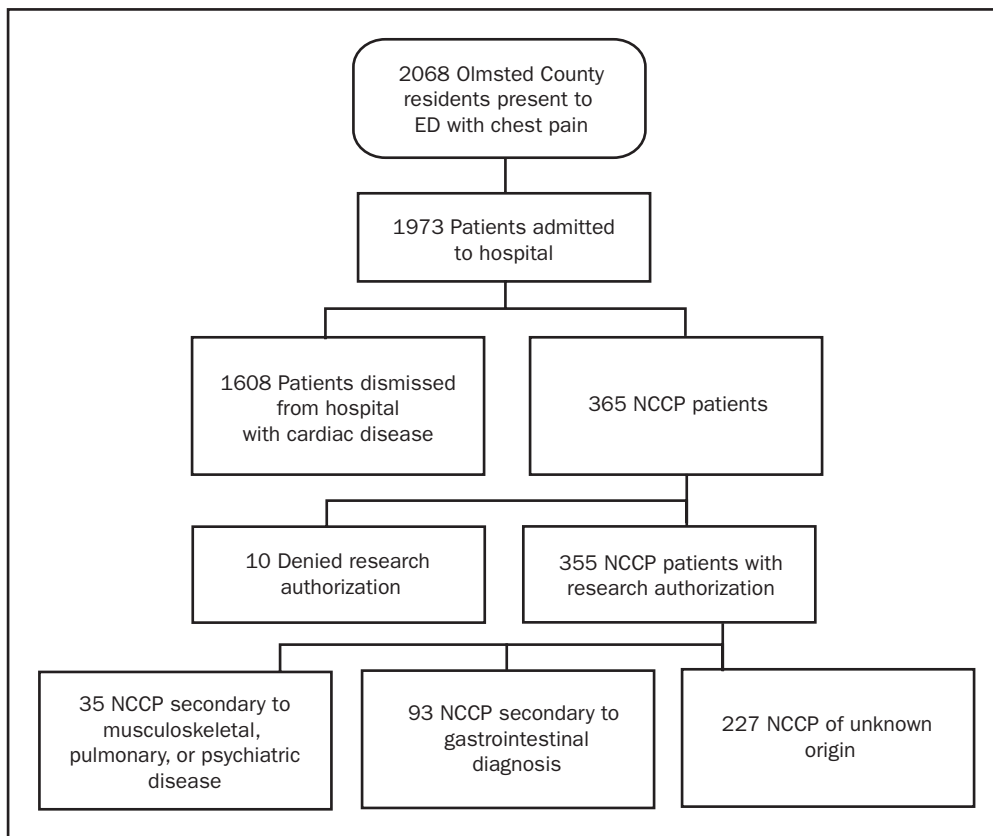 2068 Olmsted County
residents present to
ED with chest pain
1973 Patients admitted
to hospital
1608 Patients dismissed
from hospital
with cardiac disease
365 NCCP patients
10 Denied research
authorization
355 NCCP patients with
research authorization
35 NCCP secondary to
musculoskeletal,
pulmonary, or psychiatric
disease
93 NCCP secondary to
gastrointestinal
diagnosis
227 NCCP of unknown
origin